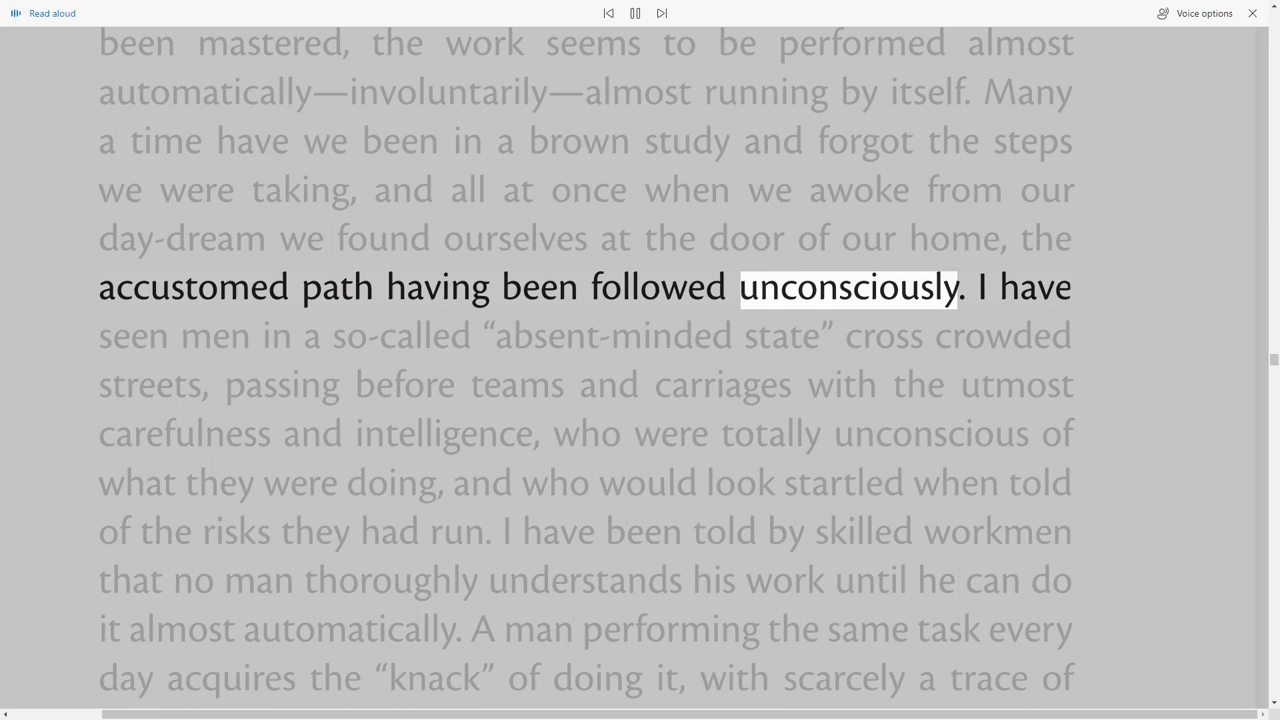 Read aloud
Voice options
been mastered, the work seems to be performed almost
automatically—involuntarily—almost running by itself. Many
a time have we been in a brown study and forgot the steps
we were taking, and all at once when we awoke from our
day-dream we found ourselves at the door of our home, the
accustomed path having been followed unconsciously. I have
seen men in a so-called “absent-minded state” cross crowded
streets, passing before teams and carriages with the utmost
carefulness and intelligence, who were totally unconscious of
what they were doing, and who would look startled when told
of the risks they had run. I have been told by skilled workmen
that no man thoroughly understands his work until he can do
it almost automatically. A man performing the same task every
day acquires the “knack” of doing it, with scarcely a trace of